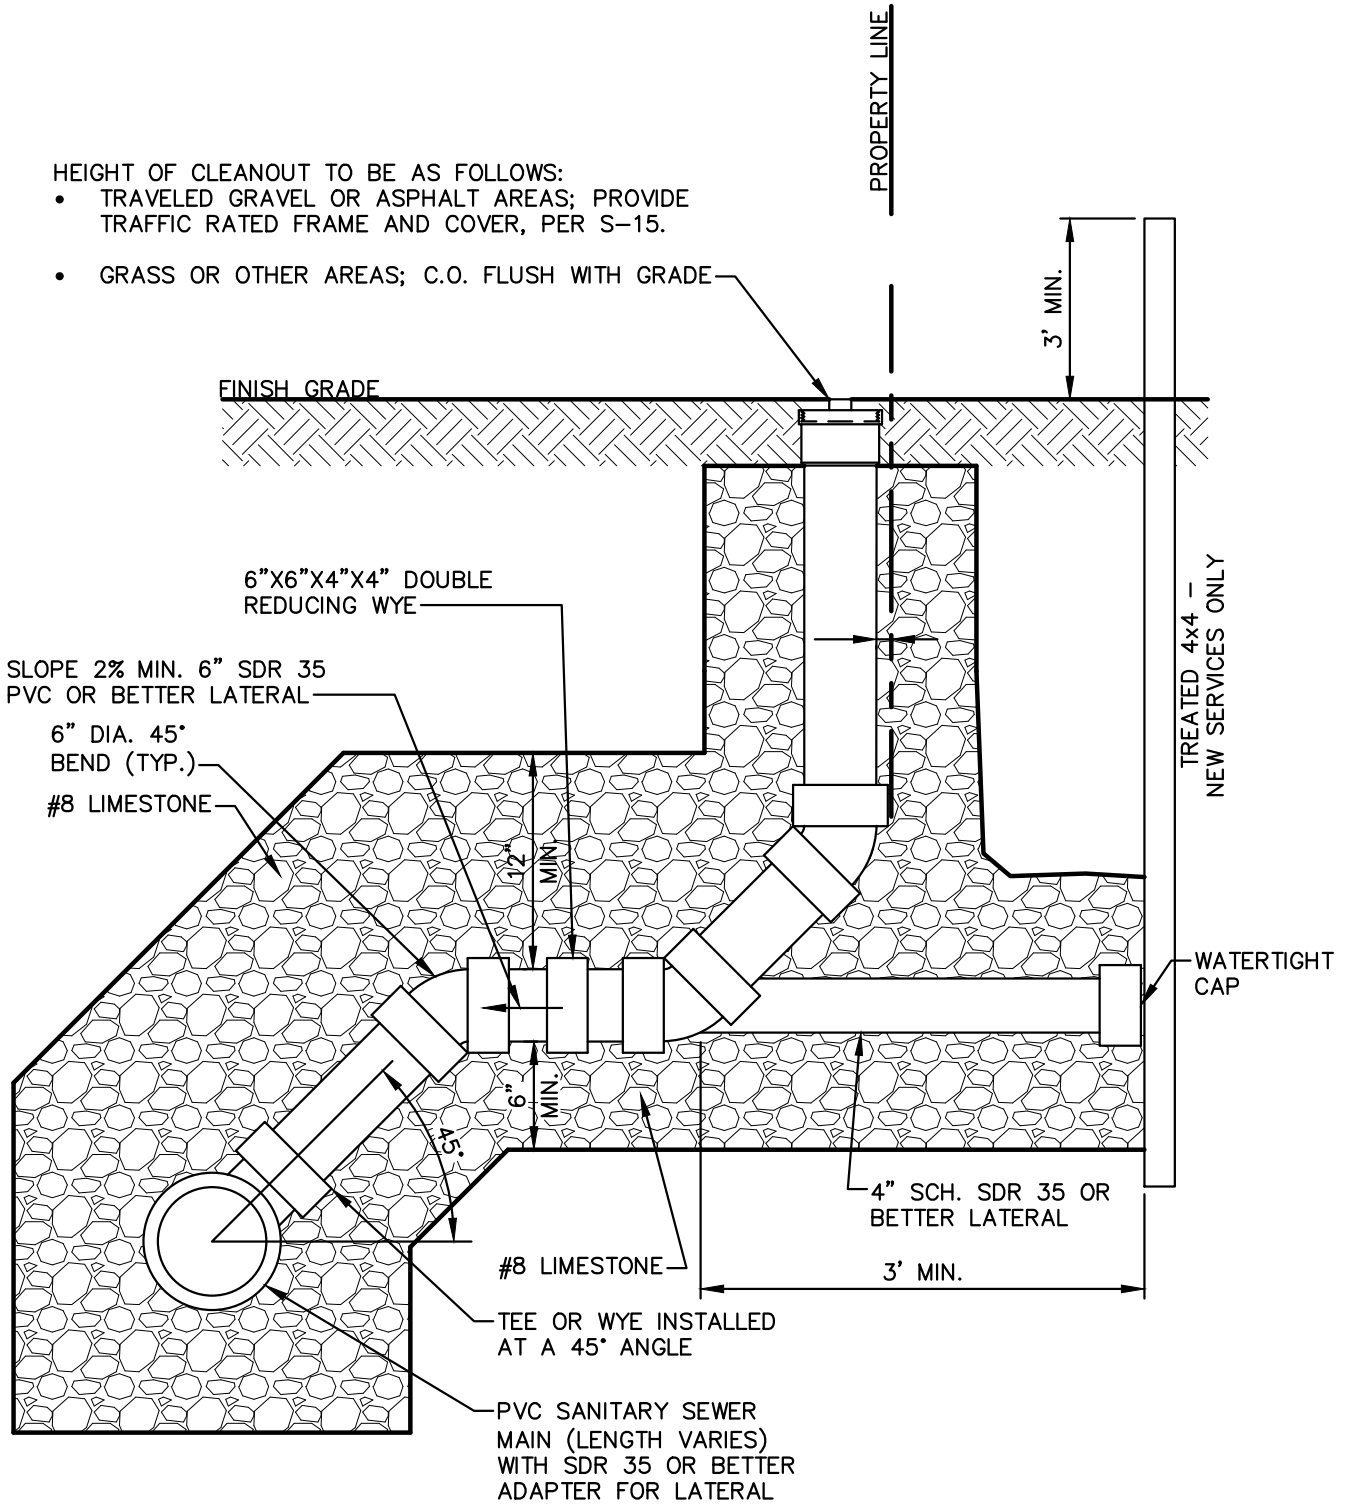 PROPERTY LINE
HEIGHT OF CLEANOUT TO BE AS FOLLOWS:
• TRAVELED GRAVEL OR ASPHALT AREAS; PROVIDE
TRAFFIC RATED FRAME AND COVER, PER S-15.
• GRASS OR OTHER AREAS; C.O. FLUSH WITH GRADE
3' MIN.
FINISH GRADE
6"X6"X4"X4" DOUBLE
REDUCING WYE
TREATED 4x4 -
NEW SERVICES ONLY
SLOPE 2% MIN. 6" SDR 35
PVC OR BETTER LATERAL
6" DIA. 45°
BEND (TYP.)
#8 LIMESTONE
12"
MIN.
WATERTIGHT
CAP
6"
MIN.
45°
4" SCH. SDR 35 OR
BETTER LATERAL
#8 LIMESTONE
3' MIN.
TEE OR WYE INSTALLED
AT A 45° ANGLE
PVC SANITARY SEWER
MAIN (LENGTH VARIES)
WITH SDR 35 OR BETTER
ADAPTER FOR LATERAL